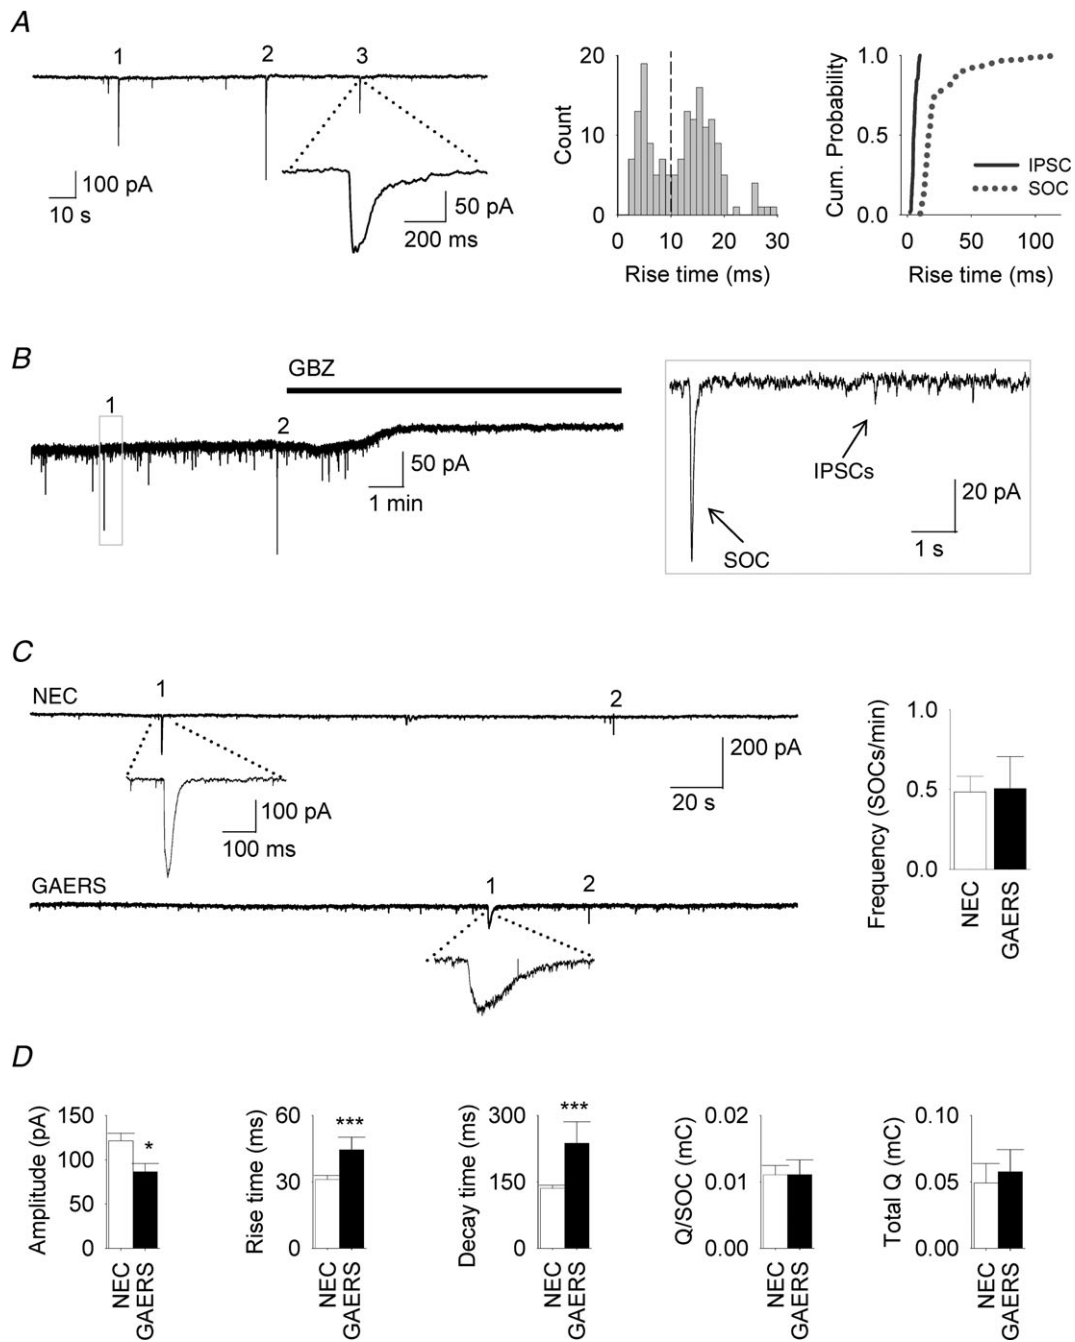 A
1 2 3
100 pA
10 s
50 pA
200 ms
20
10
0
Count
0 10 20 30
Rise time (ms)
1.0
0.5
0.0
Cum. Probability
IPSC
SOC
0 50 100
Rise time (ms)
B
GBZ
1
2
50 pA
1 min
IPSCs
SOC
20 pA
1 s
C
NEC
1
2
200 pA
20 s
100 pA
100 ms
GAERS
1
2
1.0
0.5
0.0
Frequency (SOCs/min)
NEC
GAERS
D
150
100
50
0
Amplitude (pA)
*
NEC
GAERS
60
30
0
Rise time (ms)
***
NEC
GAERS
300
150
0
Decay time (ms)
***
NEC
GAERS
0.02
0.01
0.00
Q/SOC (mC)
NEC
GAERS
0.10
0.05
0.00
Total Q (mC)
NEC
GAERS